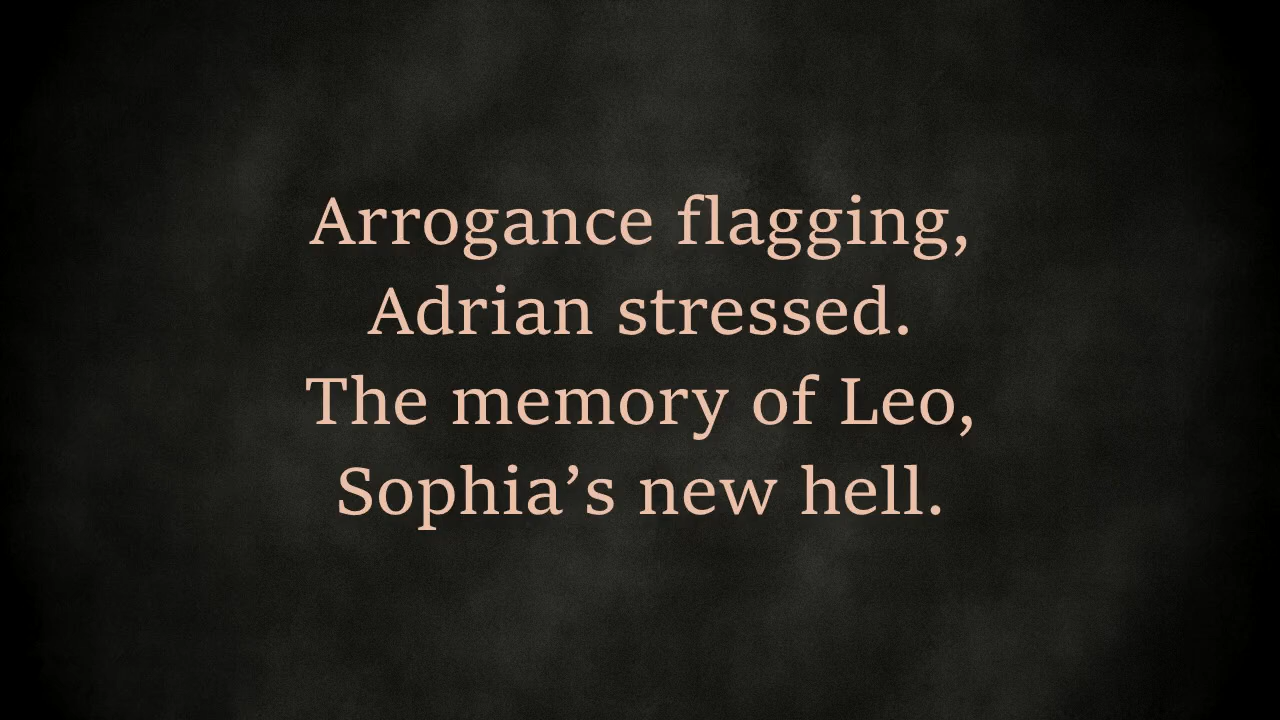 Arrogance flagging,
Adrian stressed.
The memory of Leo,
Sophia’s new hell.